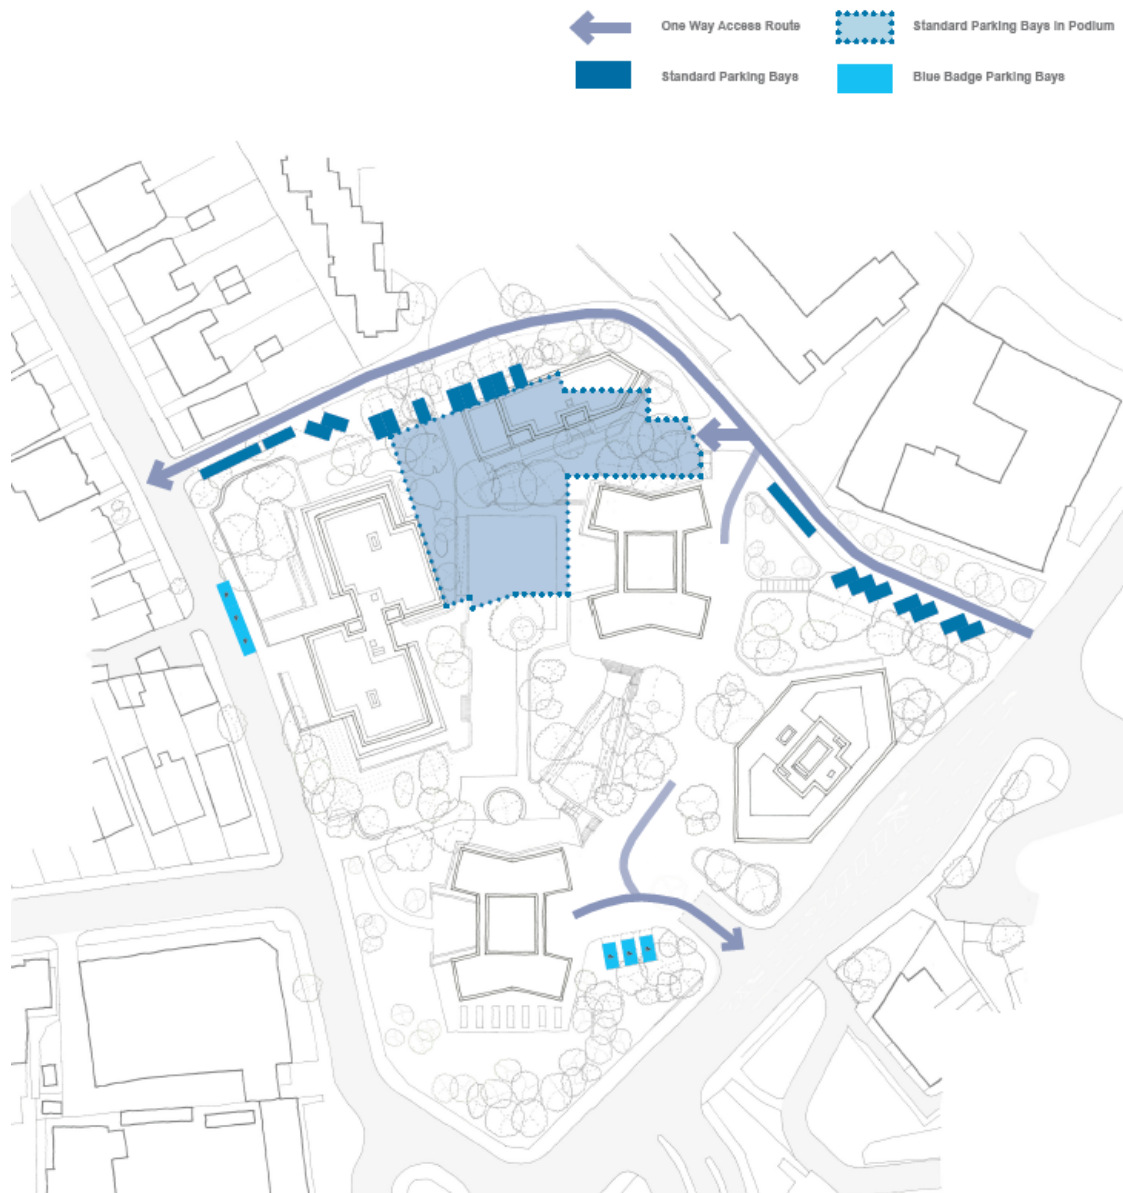 One Way Access Route
Standard Parking Bays in Podium
Standard Parking Bays
Blue Badge Parking Bays